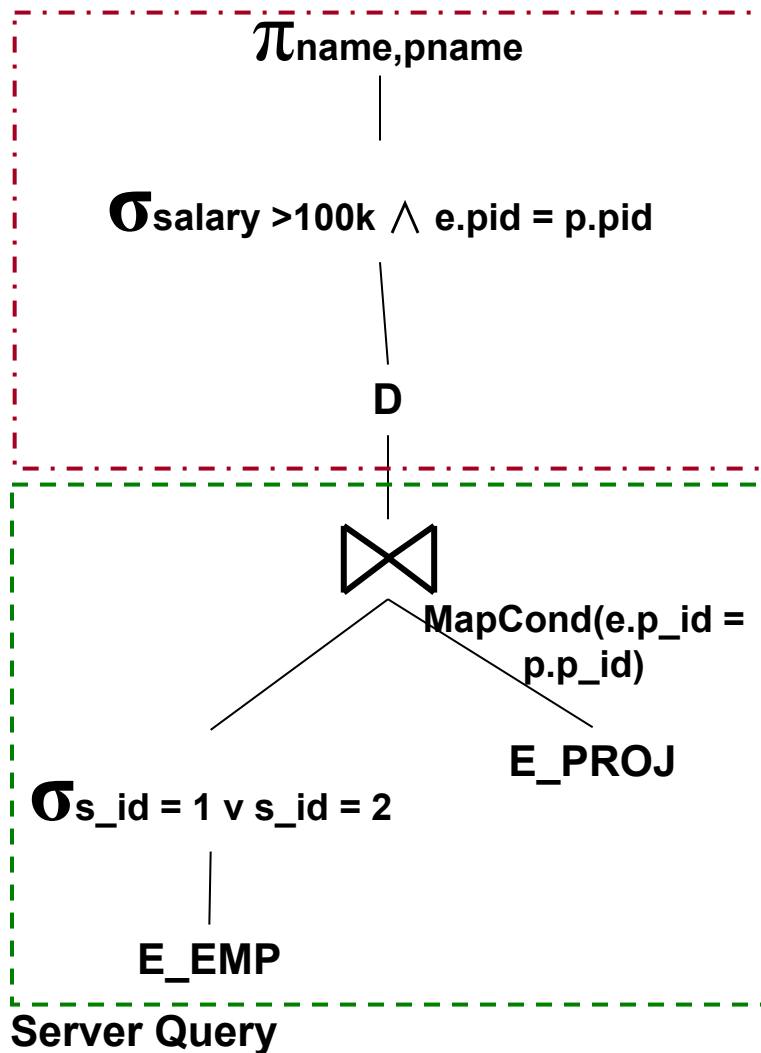 πname,pname
σsalary >100k ∧ e.pid = p.pid
D
MapCond(e.p_id =
p.p_id)
E_PROJ
σs_id = 1 v s_id = 2
E_EMP
Server Query